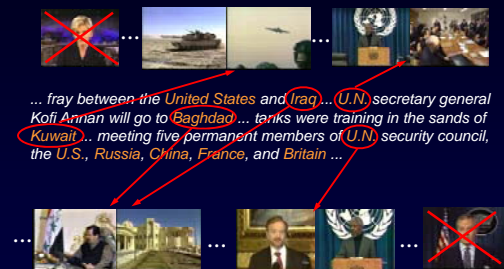 ...
...
... fray between the United States and Iraq ... U.N. secretary general
Kofi Annan will go to Baghdad ... tanks were training in the sands of
Kuwait ... meeting five permanent members of U.N. security council,
the U.S., Russia, China, France, and Britain ...
...
...
...